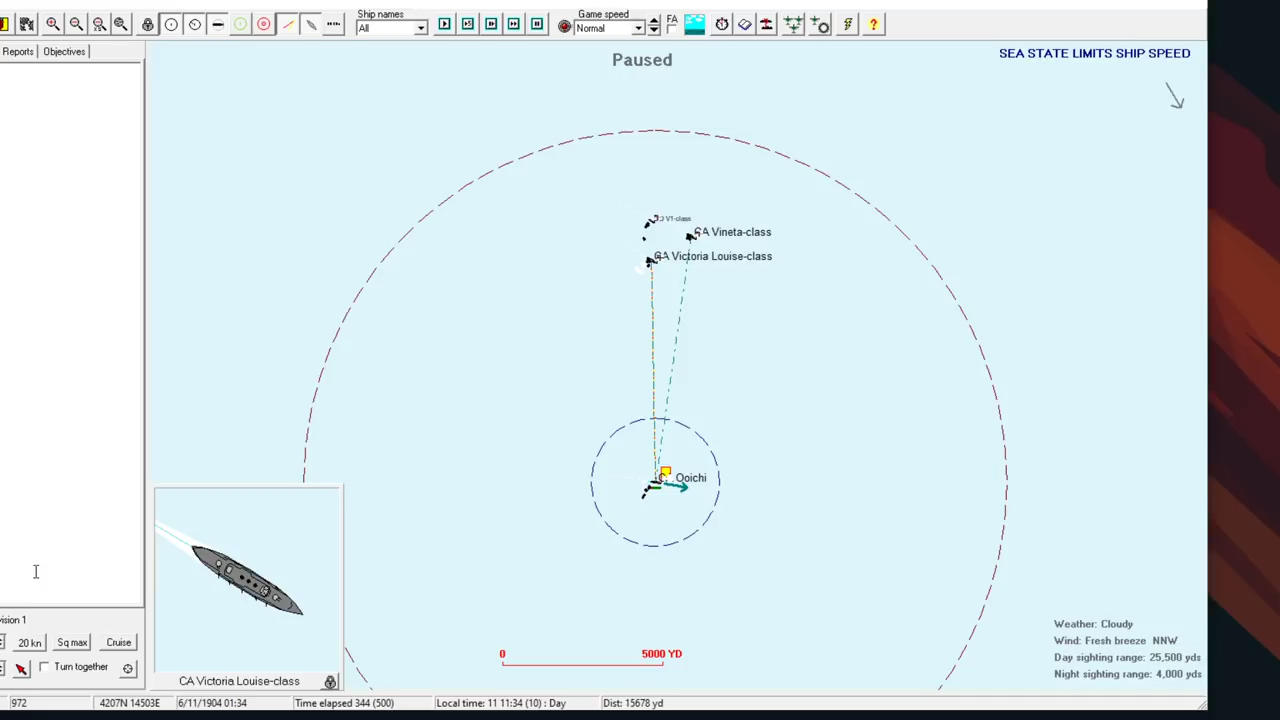 Ship names
All
Game speed
Normal
FA
Reports
Objectives
Paused
SEA STATE LIMITS SHIP SPEED
V1-class
CA Vineta-class
CA Victoria Louise-class
Ooichi
0
5000 YD
Weather: Cloudy
Wind: Fresh breeze NNW
Day sighting range: 25,500 yds
Night sighting range: 4,000 yds
vision 1
20 kn
Sq max
Cruise
Turn together
CA Victoria Louise-class
972
4207N 14503E
6/11/1904 01:34
Time elapsed 344 (500)
Local time: 11 11:34 (10) : Day
Dist: 15678 yd